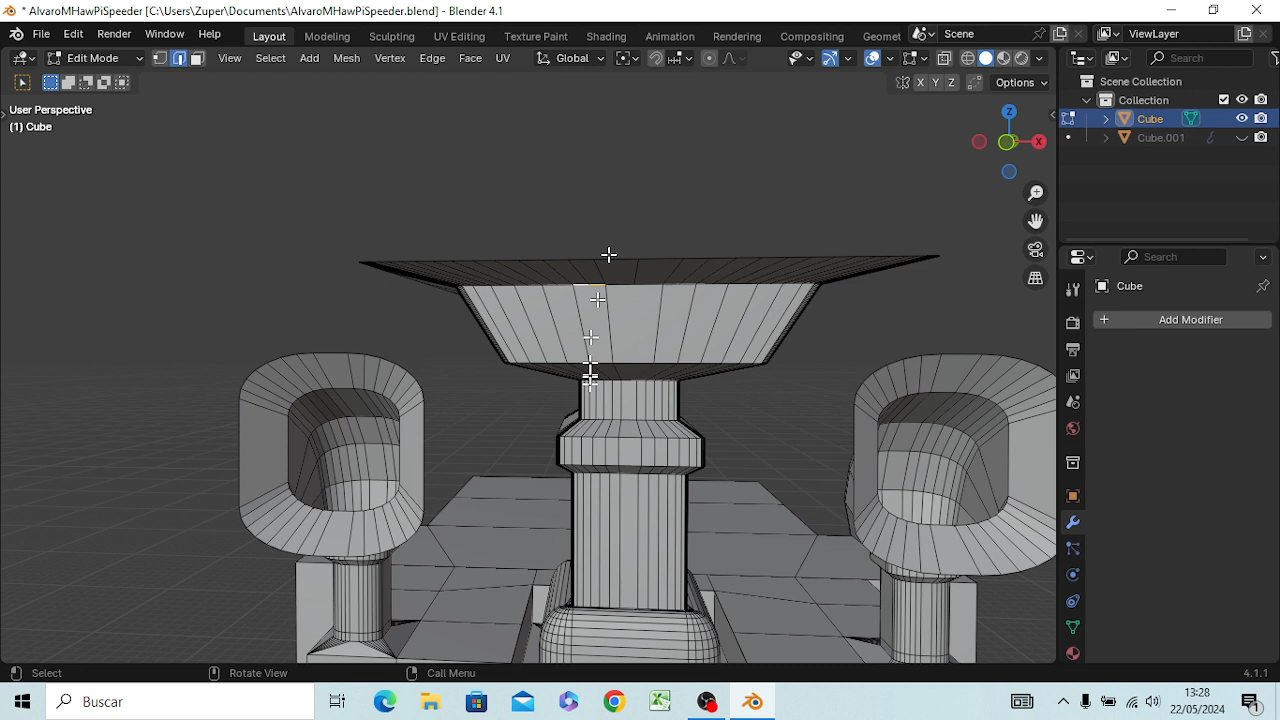 * AlvaroMHawPiSpeeder [C:\Users\Zuper\Documents\AlvaroMHawPiSpeeder.blend] - Blender 4.1
File Edit Render Window Help Layout Modeling Sculpting UV Editing Texture Paint Shading Animation Rendering Compositing Geomet Scene ViewLayer
Edit Mode View Select Add Mesh Vertex Edge Face UV Global Search
X Y Z Options
Scene Collection
Collection
Cube
Cube.001
User Perspective
(1) Cube
Z
X
Search
Cube
Add Modifier
Select Rotate View Call Menu 4.1.1
Buscar
13:28
22/05/2024
1